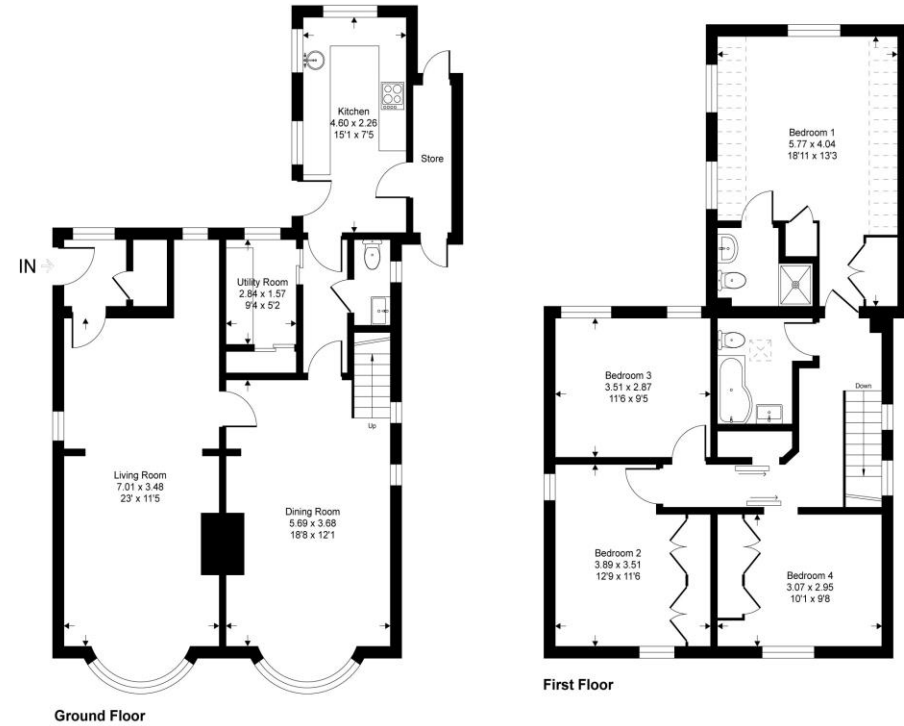 Kitchen
4.60 x 2.26
15'1 x 7'5
Store
IN
Utility Room
2.84 x 1.57
9'4 x 5'2
Up
Living Room
7.01 x 3.48
23' x 11'5
Dining Room
5.69 x 3.68
18'8 x 12'1
Ground Floor
Bedroom 1
5.77 x 4.04
18'11 x 13'3
Bedroom 3
3.51 x 2.87
11'6 x 9'5
Down
Bedroom 2
3.89 x 3.51
12'9 x 11'6
Bedroom 4
3.07 x 2.95
10'1 x 9'8
First Floor